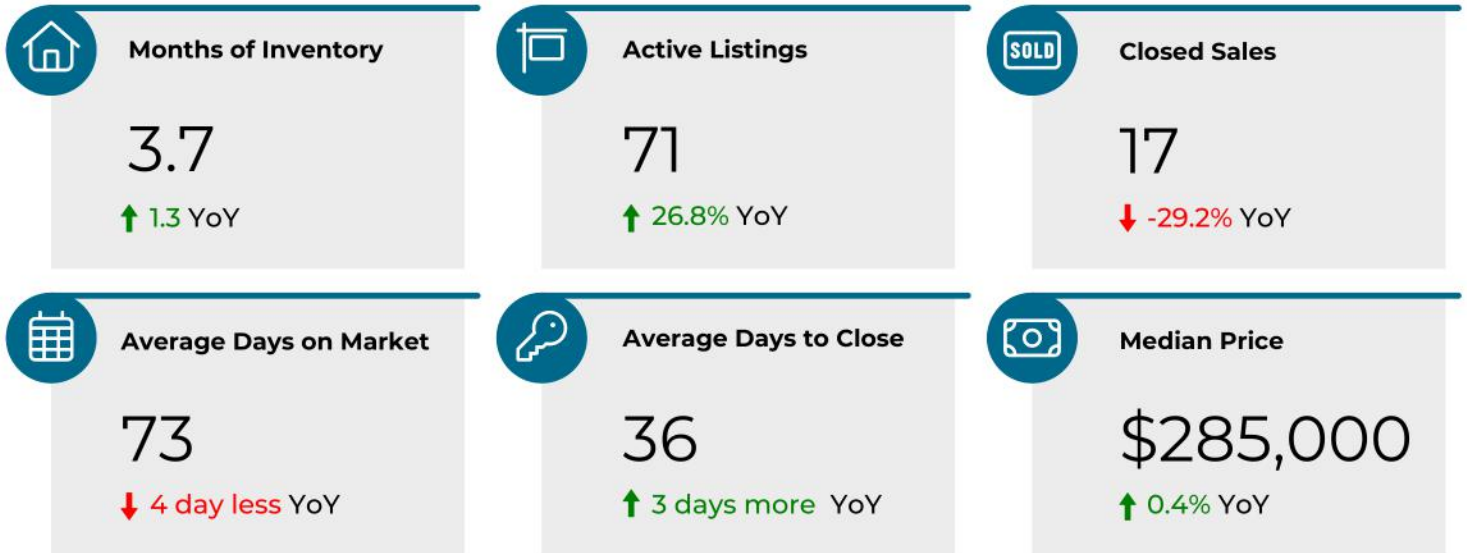 Months of Inventory
3.7
↑ 1.3 YoY
Active Listings
71
↑ 26.8% YoY
SOLD
Closed Sales
17
↓ -29.2% YoY
Average Days on Market
73
↓ 4 day less YoY
Average Days to Close
36
↑ 3 days more YoY
Median Price
$285,000
↑ 0.4% YoY